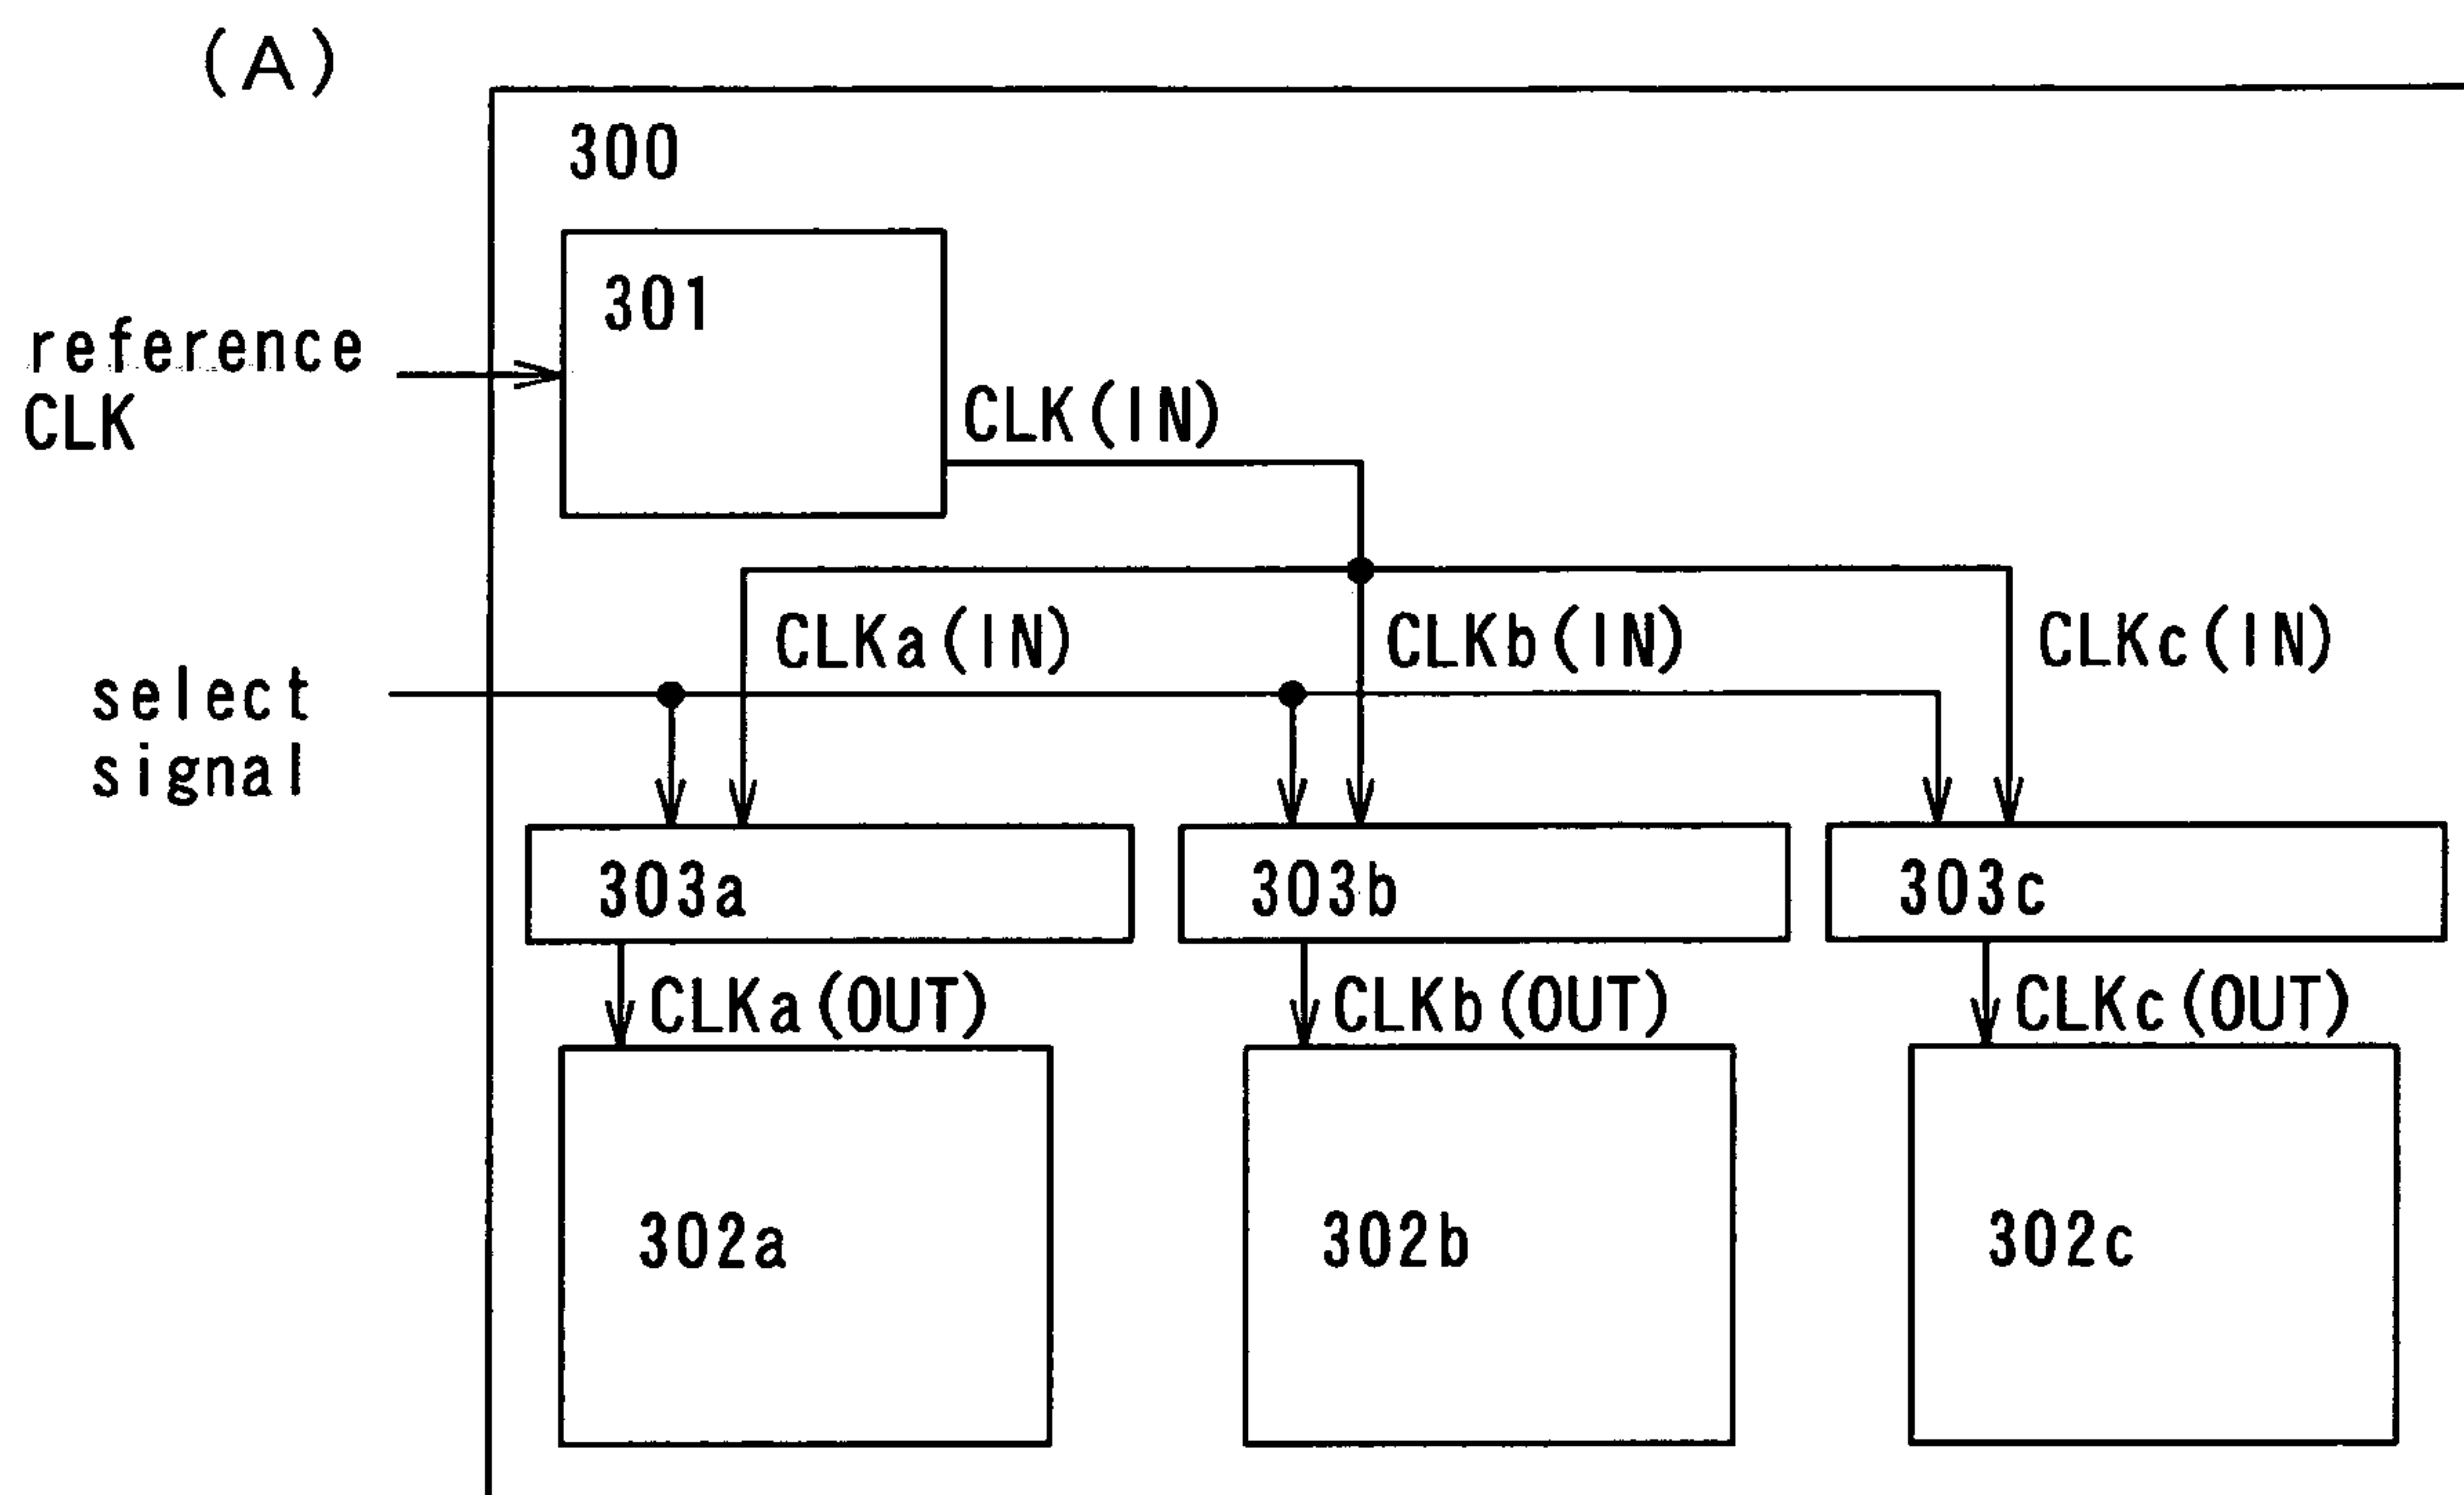 (A)
300
301
reference
CLK
CLK(IN)
CLKa(IN)
CLKb(IN)
CLKc(IN)
select
signal
303a
303b
303c
CLKa(OUT)
CLKb(OUT)
CLKc(OUT)
302a
302b
302c